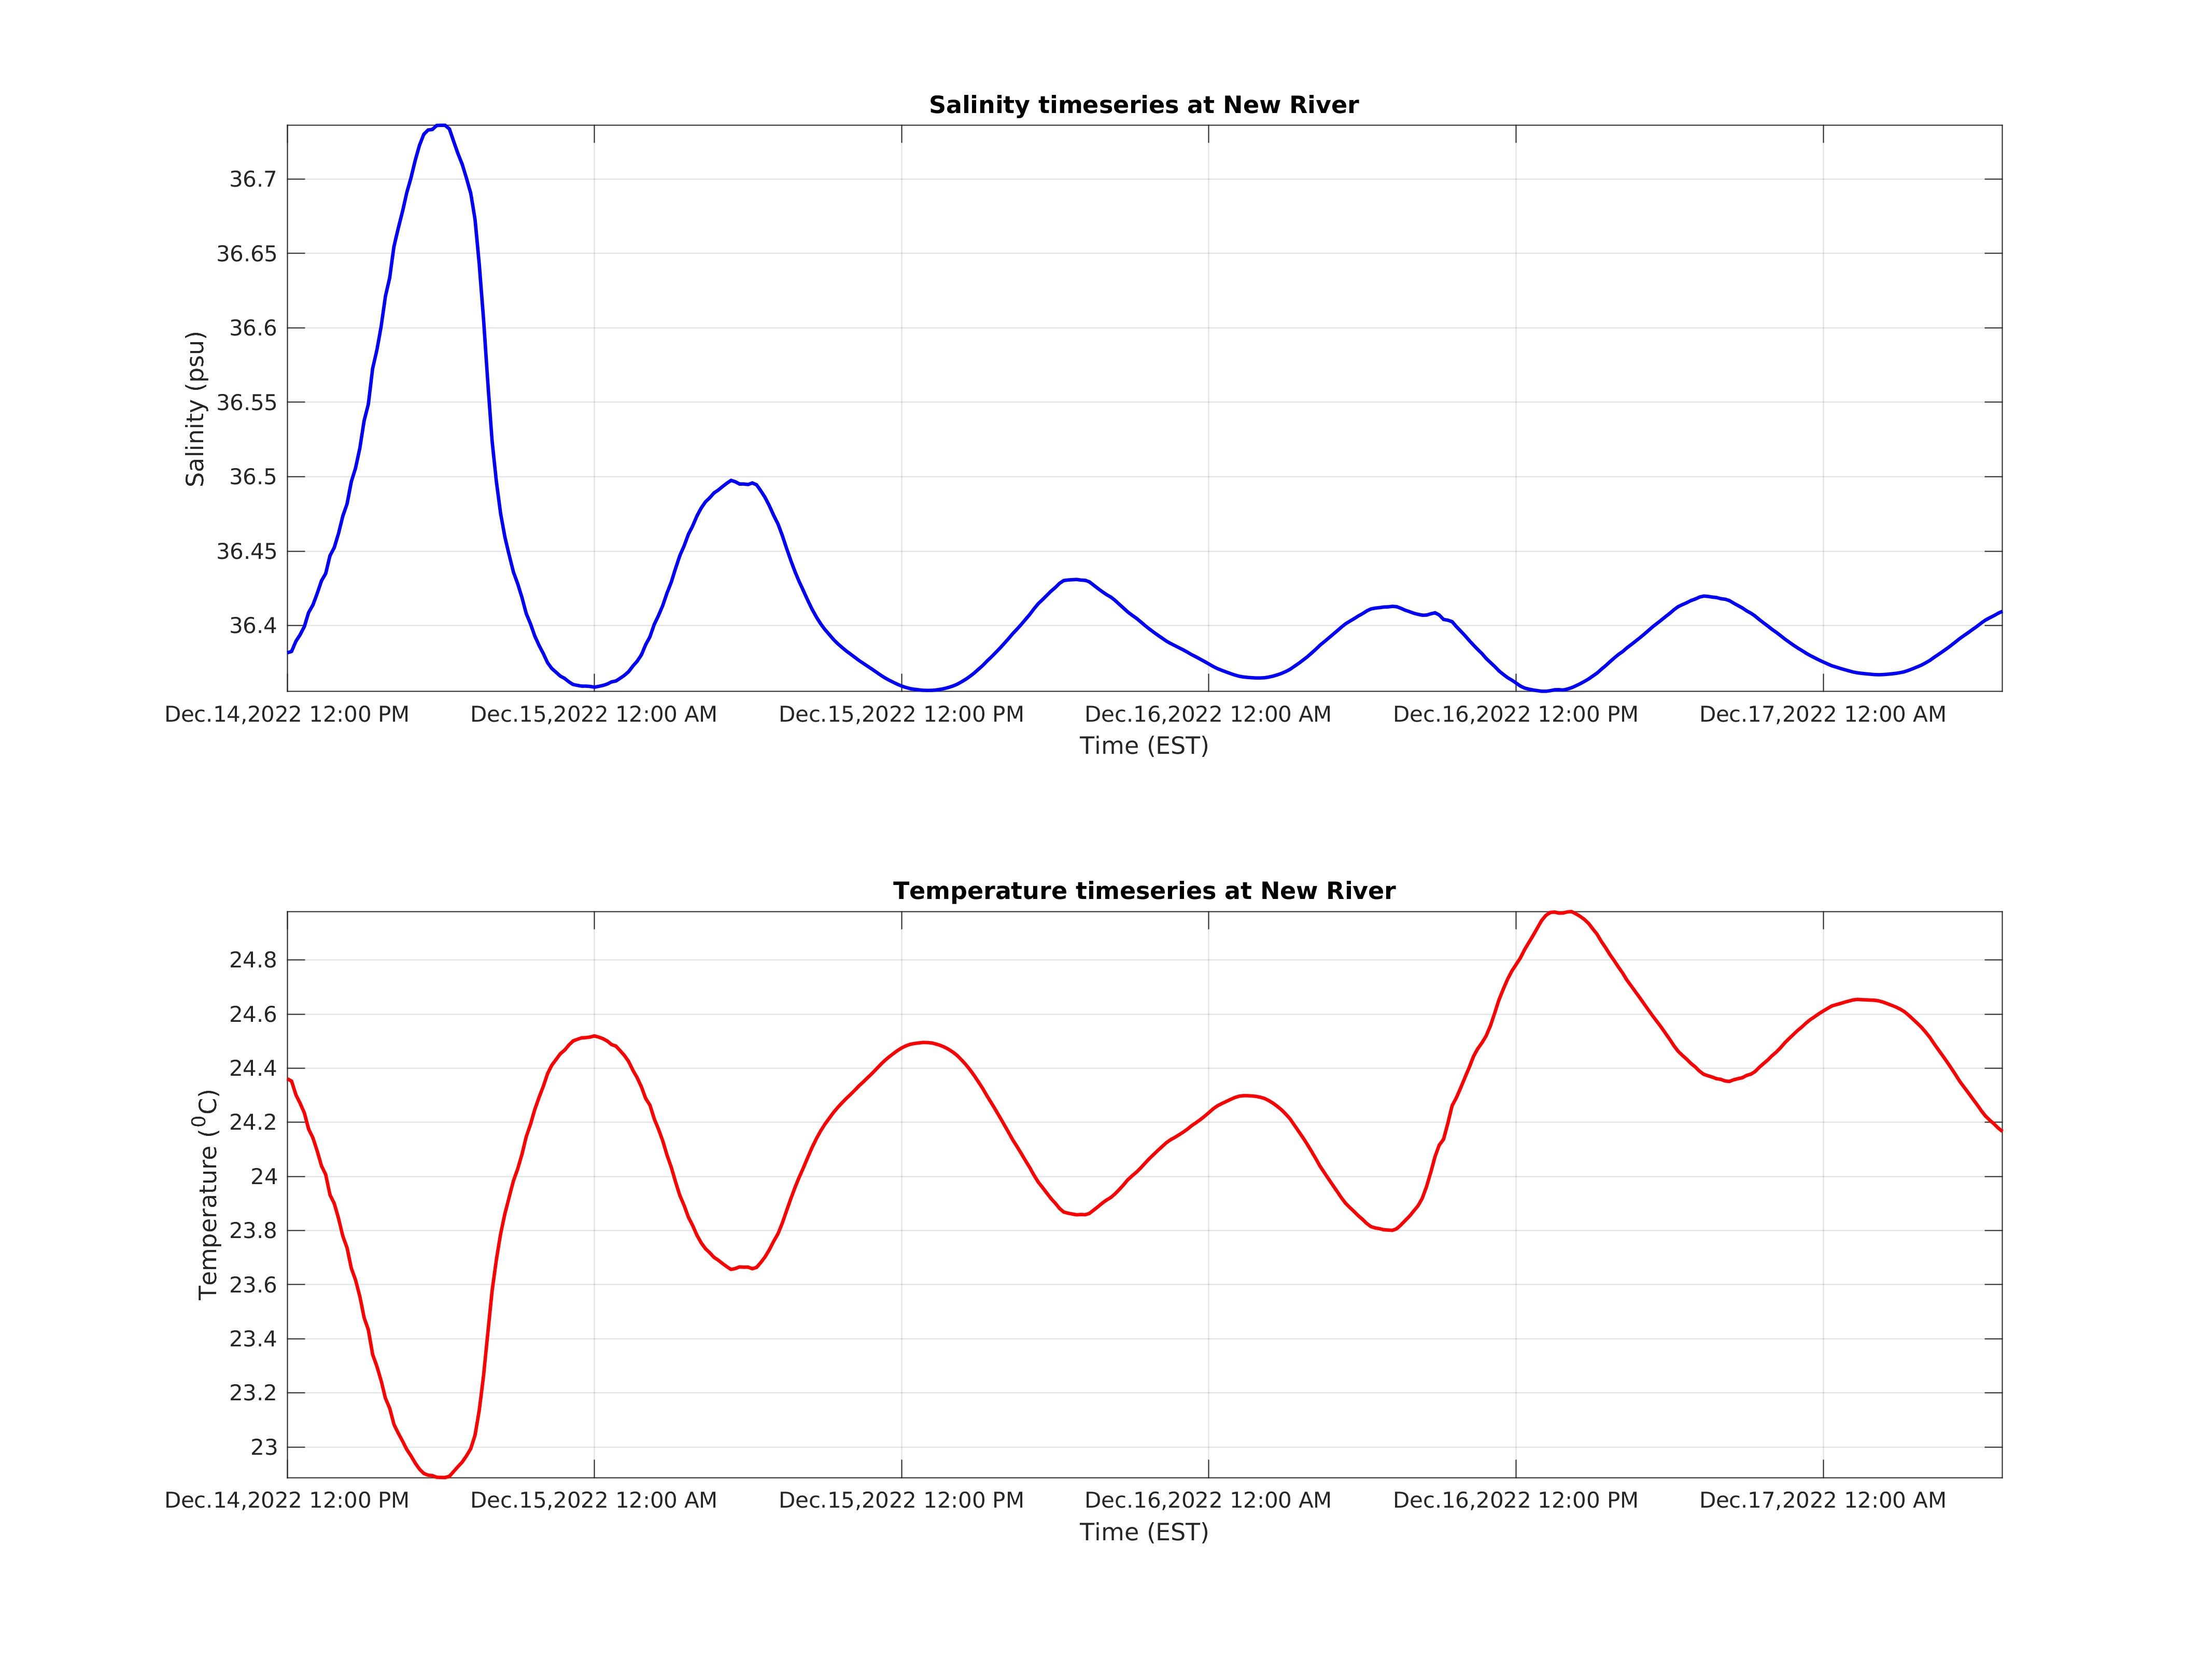 Salinity timeseries at New River
Salinity (psu)
36.7
36.65
36.6
36.55
36.5
36.45
36.4
Dec.14,2022 12:00 PM Dec.15,2022 12:00 AM Dec.15,2022 12:00 PM Dec.16,2022 12:00 AM Dec.16,2022 12:00 PM Dec.17,2022 12:00 AM
Time (EST)
Temperature timeseries at New River
Temperature (⁰C)
24.8
24.6
24.4
24.2
24
23.8
23.6
23.4
23.2
23
Dec.14,2022 12:00 PM Dec.15,2022 12:00 AM Dec.15,2022 12:00 PM Dec.16,2022 12:00 AM Dec.16,2022 12:00 PM Dec.17,2022 12:00 AM
Time (EST)